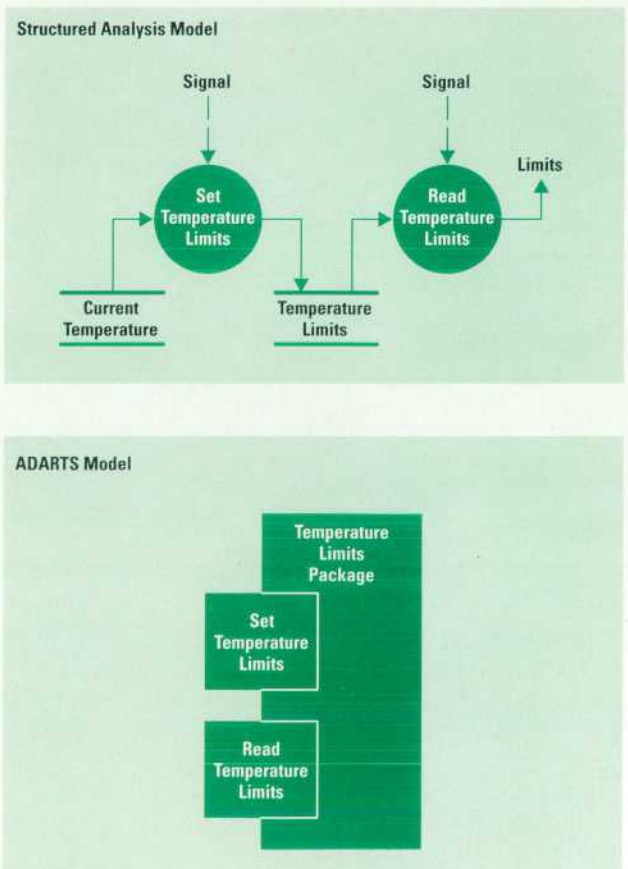 Structured Analysis Model
Signal
Signal
Limits
Set
Temperature
Limits
Read
Temperature
Limits
Current
Temperature
Temperature
Limits
ADARTS Model
Temperature
Limits
Package
Set
Temperature
Limits
Read
Temperature
Limits